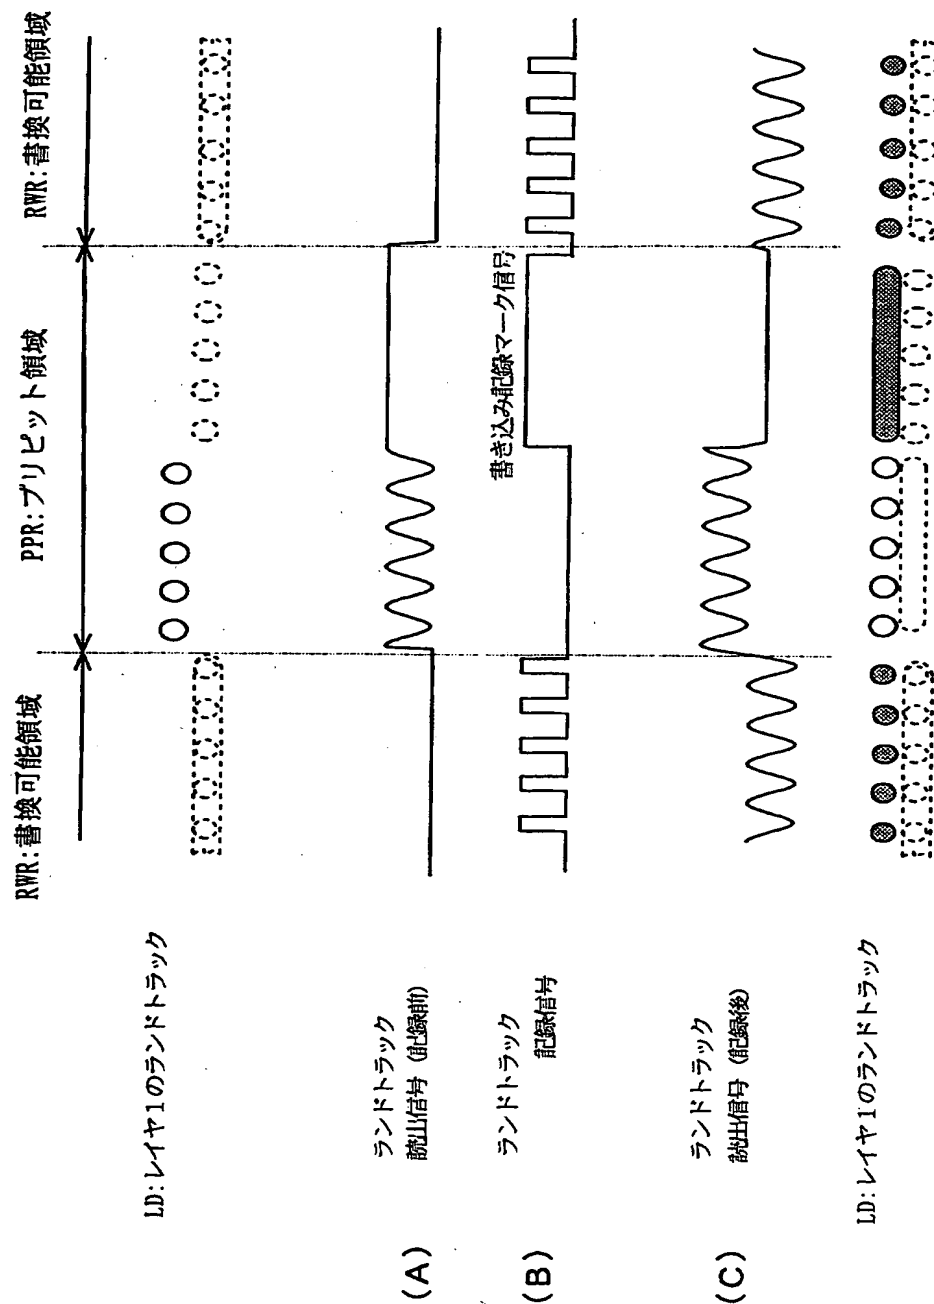 RWR:書換可能領域
PPR:プリピット領域
RWR:書換可能領域
LD:レイヤ1のランドトラック
(A)
ランドトラック
読出信号 (記録前)
(B)
ランドトラック
記録信号
書き込み記録マーク信号
(C)
ランドトラック
読出信号 (記録後)
LD:レイヤ1のランドトラック